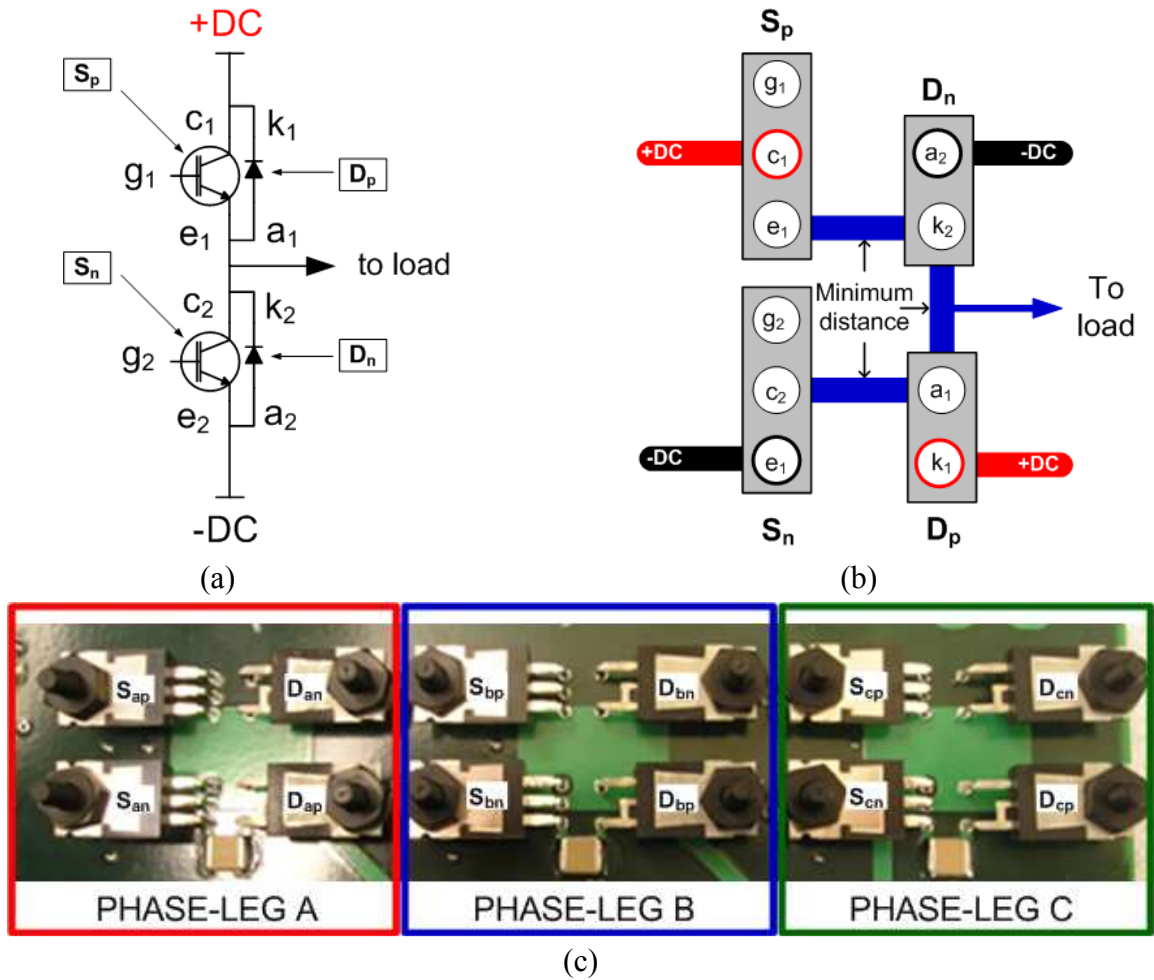 +DC
Sp
c1
k1
g1
Dp
e1
a1
to load
Sn
c2
k2
g2
Dn
e2
a2
-DC
(a)
Sp
g1
Dn
+DC
c1
a2
-DC
e1
k2
Minimum
distance
To
load
g2
c2
a1
-DC
e1
k1
+DC
Sn
Dp
(b)
Sap
Dan
San
Dap
PHASE-LEG A
Sbp
Dbn
Sbn
Dbp
PHASE-LEG B
Scp
Dcn
Scn
Dcp
PHASE-LEG C
(c)